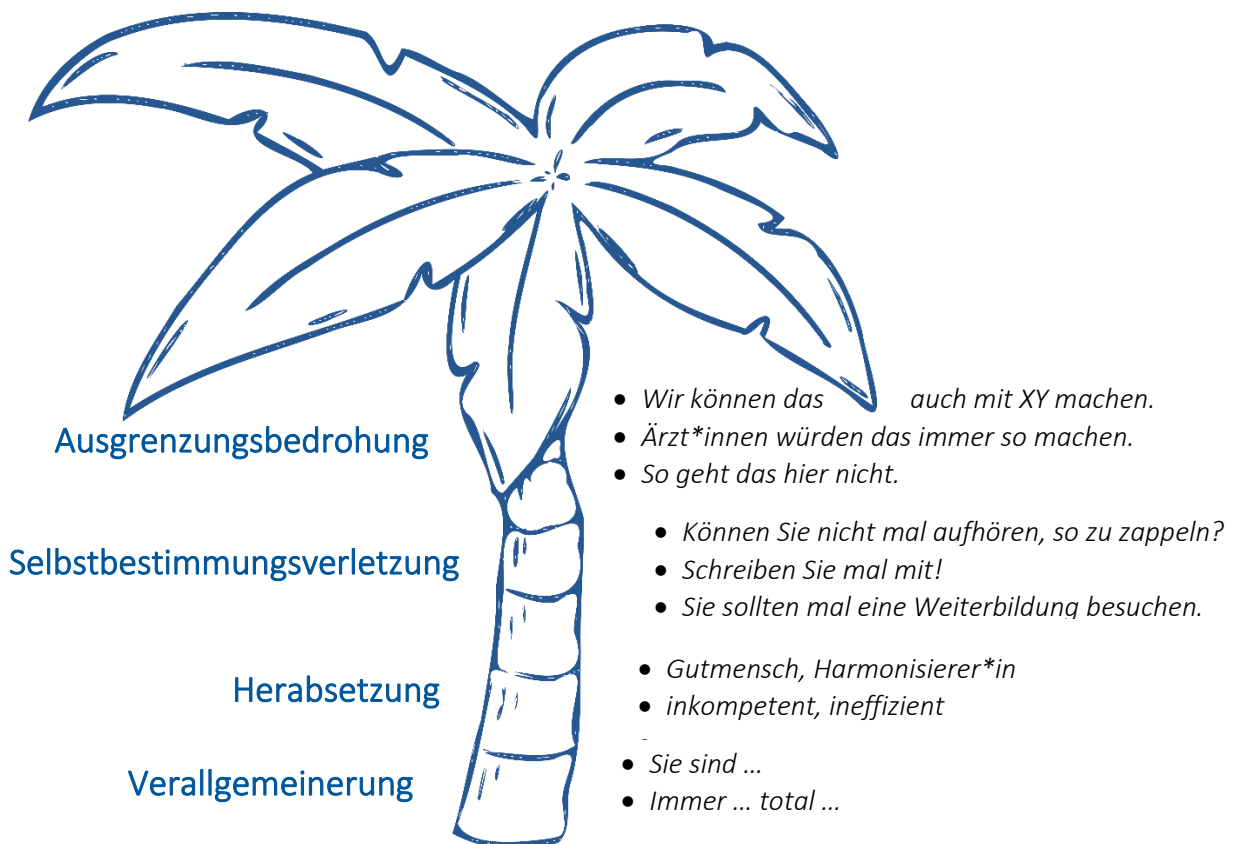 Ausgrenzungsbedrohung
• Wir können das auch mit XY machen.
• Ärzt*innen würden das immer so machen.
• So geht das hier nicht.
Selbstbestimmungsverletzung
• Können Sie nicht mal aufhören, so zu zappeln?
• Schreiben Sie mal mit!
• Sie sollten mal eine Weiterbildung besuchen.
Herabsetzung
• Gutmensch, Harmonisierer*in
• inkompetent, ineffizient
Verallgemeinerung
• Sie sind ...
• Immer ... total ...